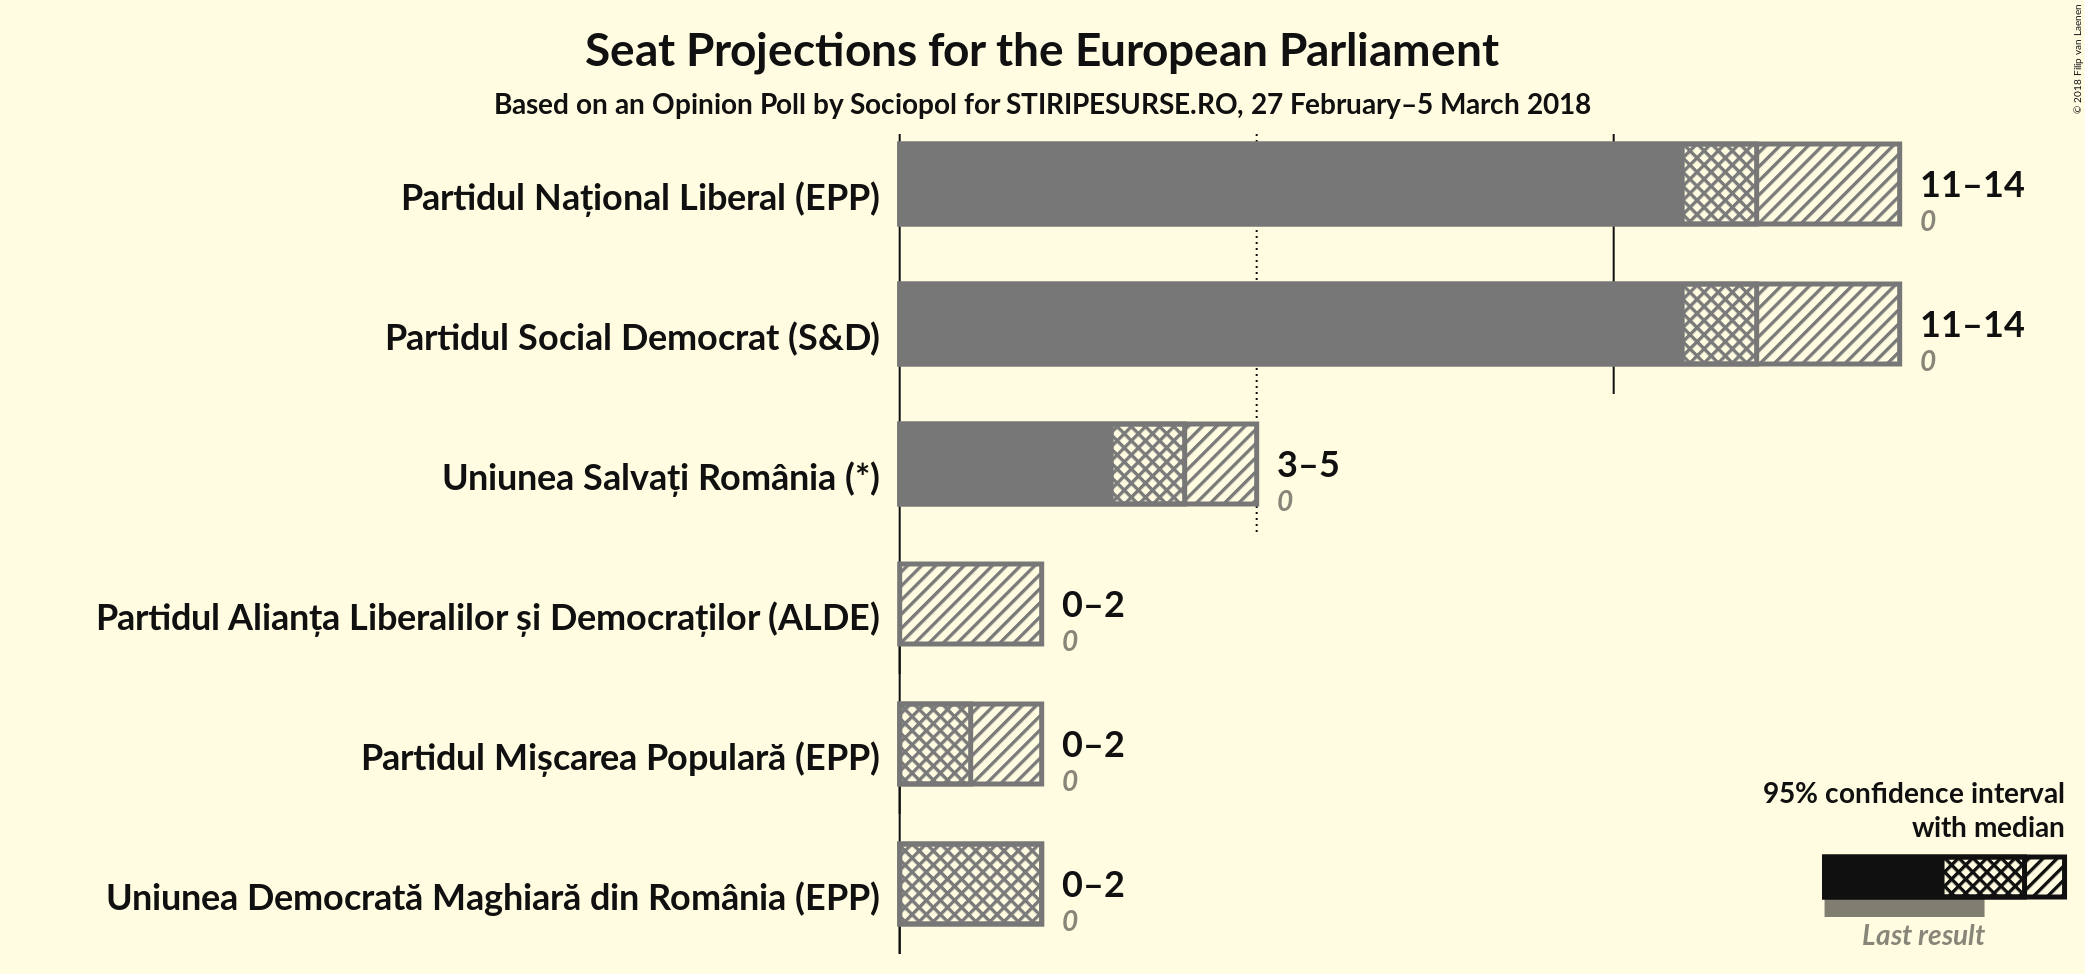 Seat Projections for the European Parliament
Based on an Opinion Poll by Sociopol for STIRIPESURSE.RO, 27 February–5 March 2018
© 2018 Filip van Laenen
Partidul Național Liberal (EPP)
11–14
0
Partidul Social Democrat (S&D)
11–14
0
Uniunea Salvați România (*)
3–5
0
Partidul Alianța Liberalilor și Democraților (ALDE)
0–2
0
Partidul Mișcarea Populară (EPP)
0–2
0
Uniunea Democrată Maghiară din România (EPP)
0–2
0
95% confidence interval
with median
Last result